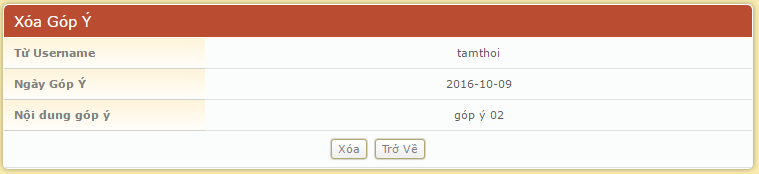 Xóa Góp Ý
Từ Username tamthoi
Ngày Góp Ý 2016-10-09
Nội dung góp ý góp ý 02
Xóa Trở Về